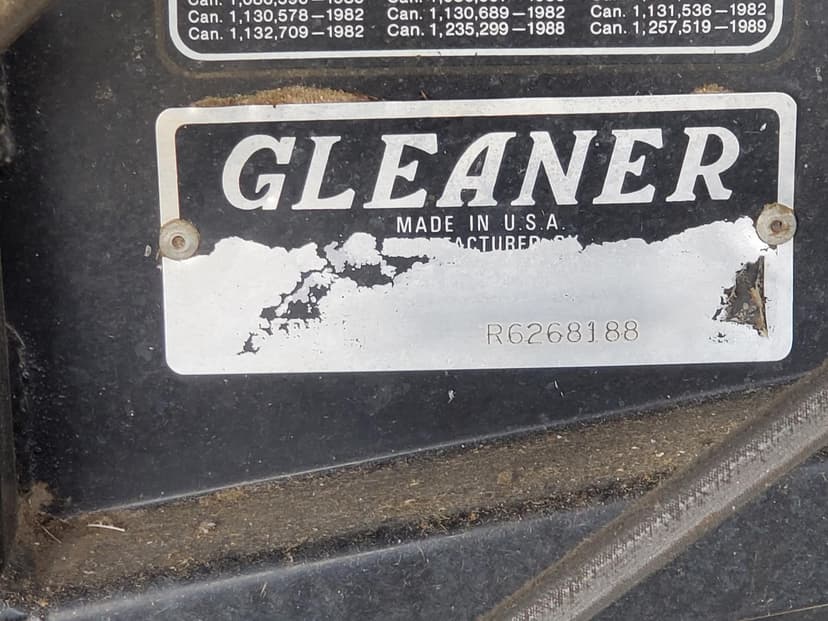 Can. 1,130,578–1982 Can. 1,130,689–1982 Can. 1,131,536–1982
Can. 1,132,709–1982 Can. 1,235,299–1988 Can. 1,257,519–1989
GLEANER
MADE IN U.S.A.
R6268188